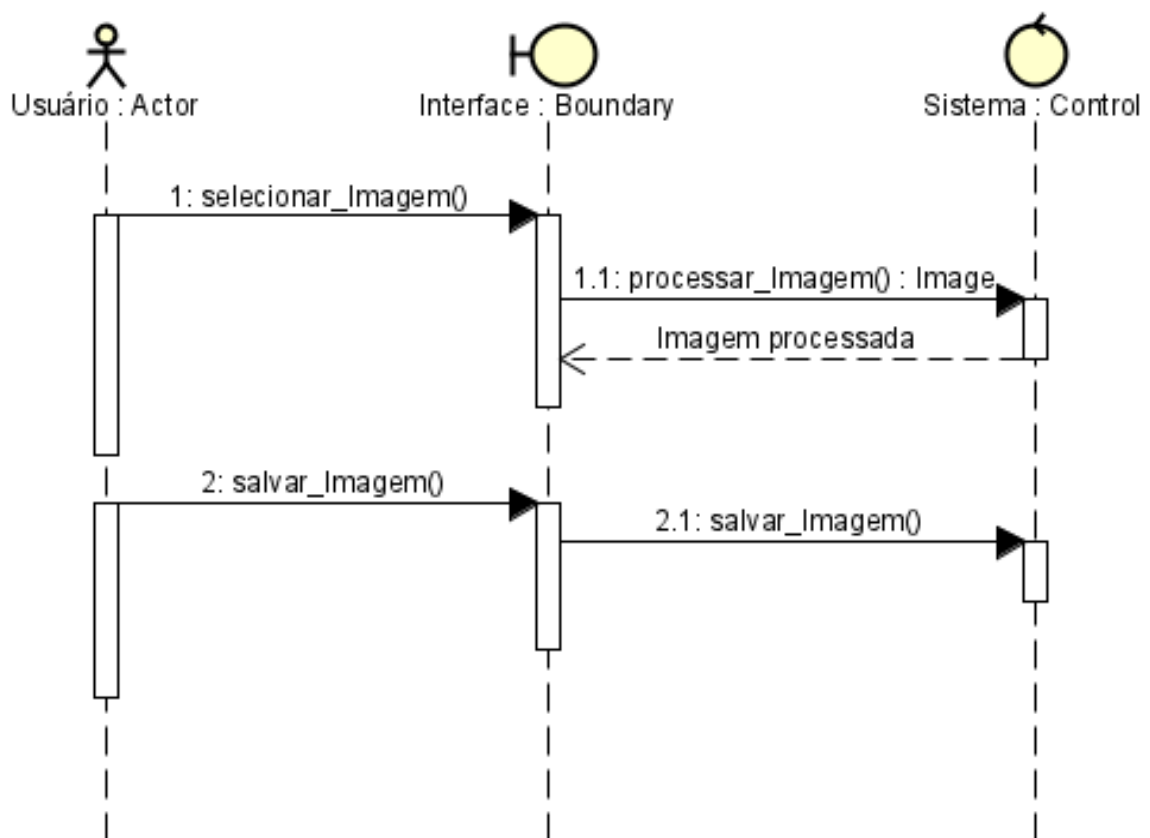 Usuário : Actor
Interface : Boundary
Sistema : Control
1: selecionar_Imagem()
1.1: processar_Imagem() : Image
Imagem processada
2: salvar_Imagem()
2.1: salvar_Imagem()